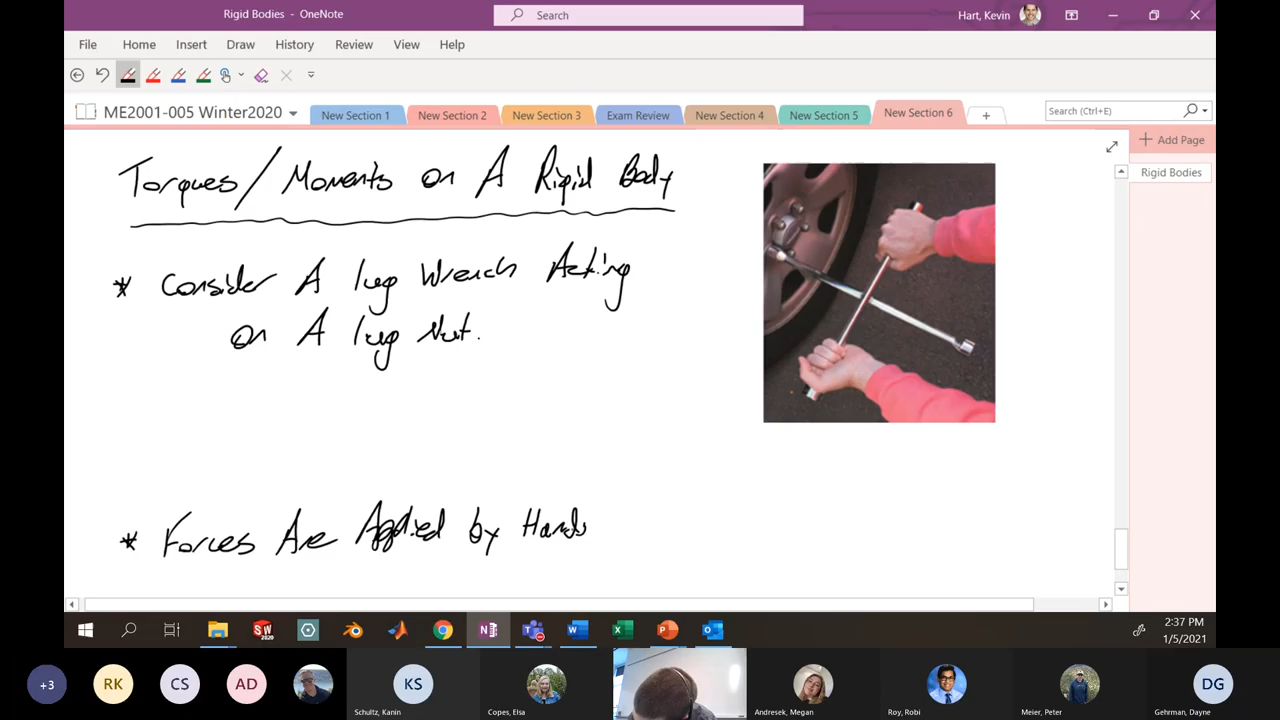 Rigid Bodies - OneNote
Search
Hart, Kevin
File Home Insert Draw History Review View Help
ME2001-005 Winter2020
New Section 1
New Section 2
New Section 3
Exam Review
New Section 4
New Section 5
New Section 6
Search (Ctrl+E)
Add Page
Rigid Bodies
Torques/Moments on A Rigid Body
* Consider A lug Wrench Acting
on A lug Nut.
* Forces Are Applied by Hands
SW
2020
2:37 PM
1/5/2021
+3
RK
CS
AD
KS
DG
Schultz, Kanin
Copes, Elsa
Andresek, Megan
Roy, Robi
Meier, Peter
Gehrman, Dayne